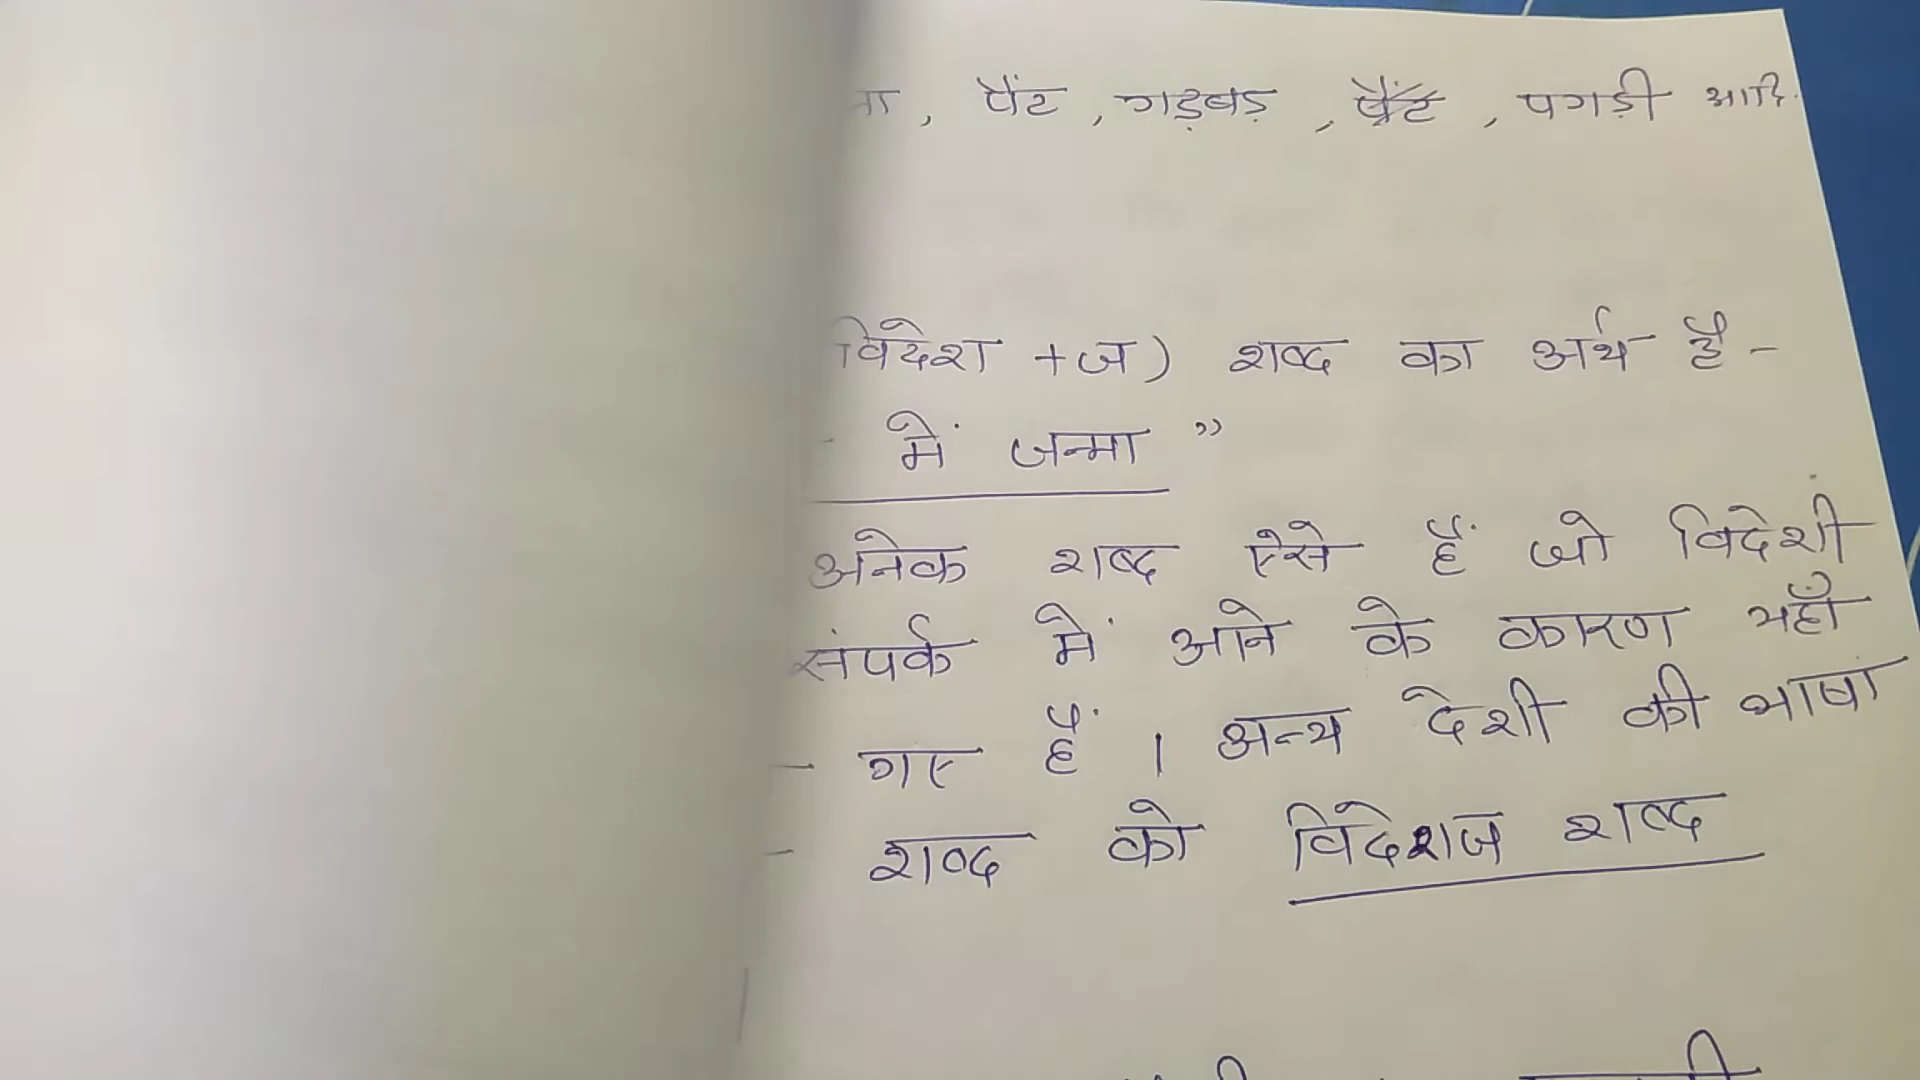 , पैंट, गड़बड़, पगड़ी आदि
विदेश +ज) शब्द का अर्थ है -
में जन्मा "
अनेक शब्द ऐसे हैं जो विदेशी
संपर्क में आने के कारण यहाँ
गए हैं । अन्य देशी की भाषा
शब्द को विदेशज शब्द